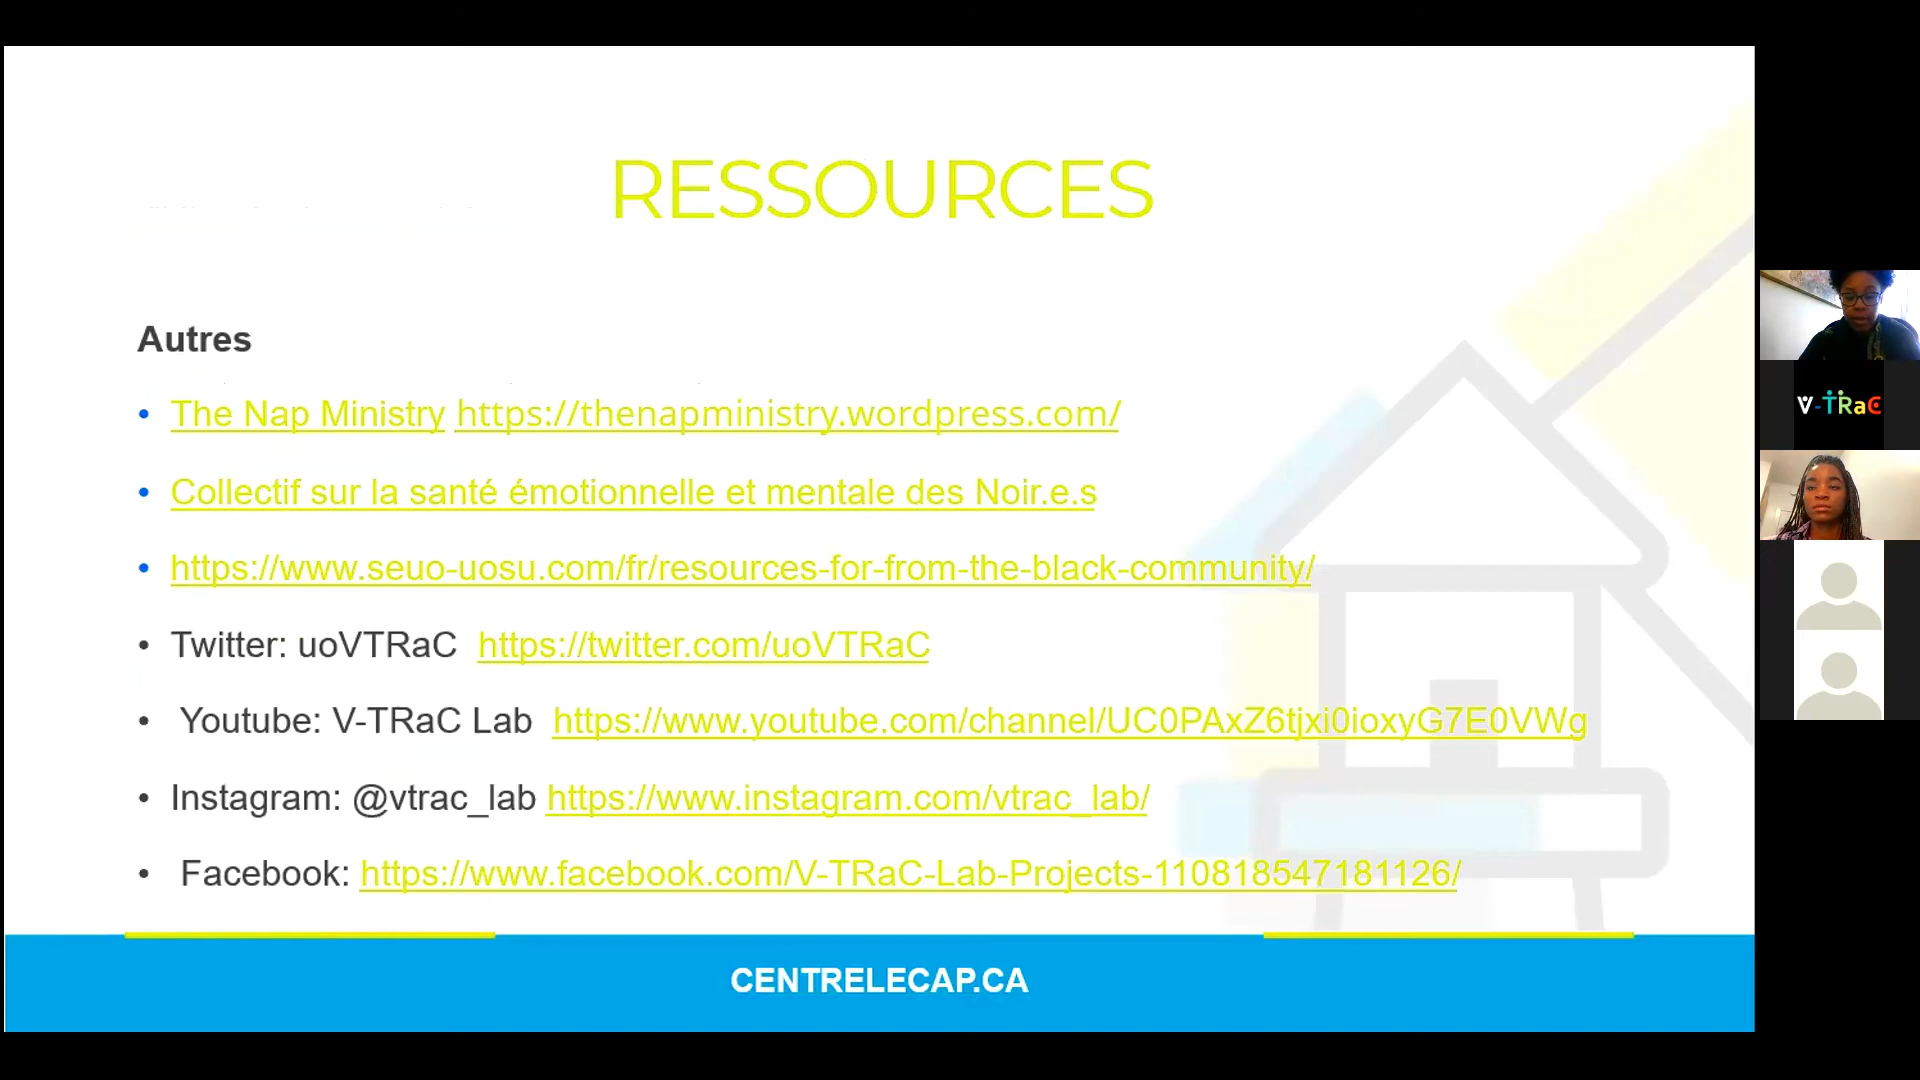 RESSOURCES
Autres
• The Nap Ministry https://thenapministry.wordpress.com/
• Collectif sur la santé émotionnelle et mentale des Noir.e.s
• https://www.seuo-uosu.com/fr/resources-for-from-the-black-community/
• Twitter: uoVTRaC https://twitter.com/uoVTRaC
• Youtube: V-TRaC Lab https://www.youtube.com/channel/UC0PAxZ6tjxi0ioxyG7E0VWg
• Instagram: @vtrac_lab https://www.instagram.com/vtrac_lab/
• Facebook: https://www.facebook.com/V-TRaC-Lab-Projects-110818547181126/
CENTRELECAP.CA
V-TRaC